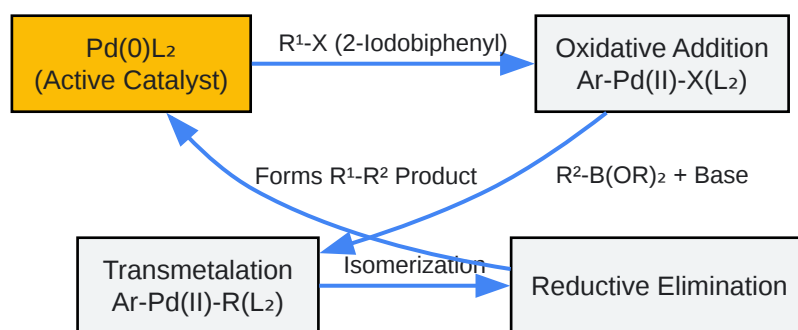 Pd(0)L₂
(Active Catalyst)
R¹-X (2-Iodobiphenyl)
Oxidative Addition
Ar-Pd(II)-X(L₂)
Forms R¹-R² Product
R²-B(OR)₂ + Base
Transmetalation
Ar-Pd(II)-R(L₂)
Isomerization
Reductive Elimination